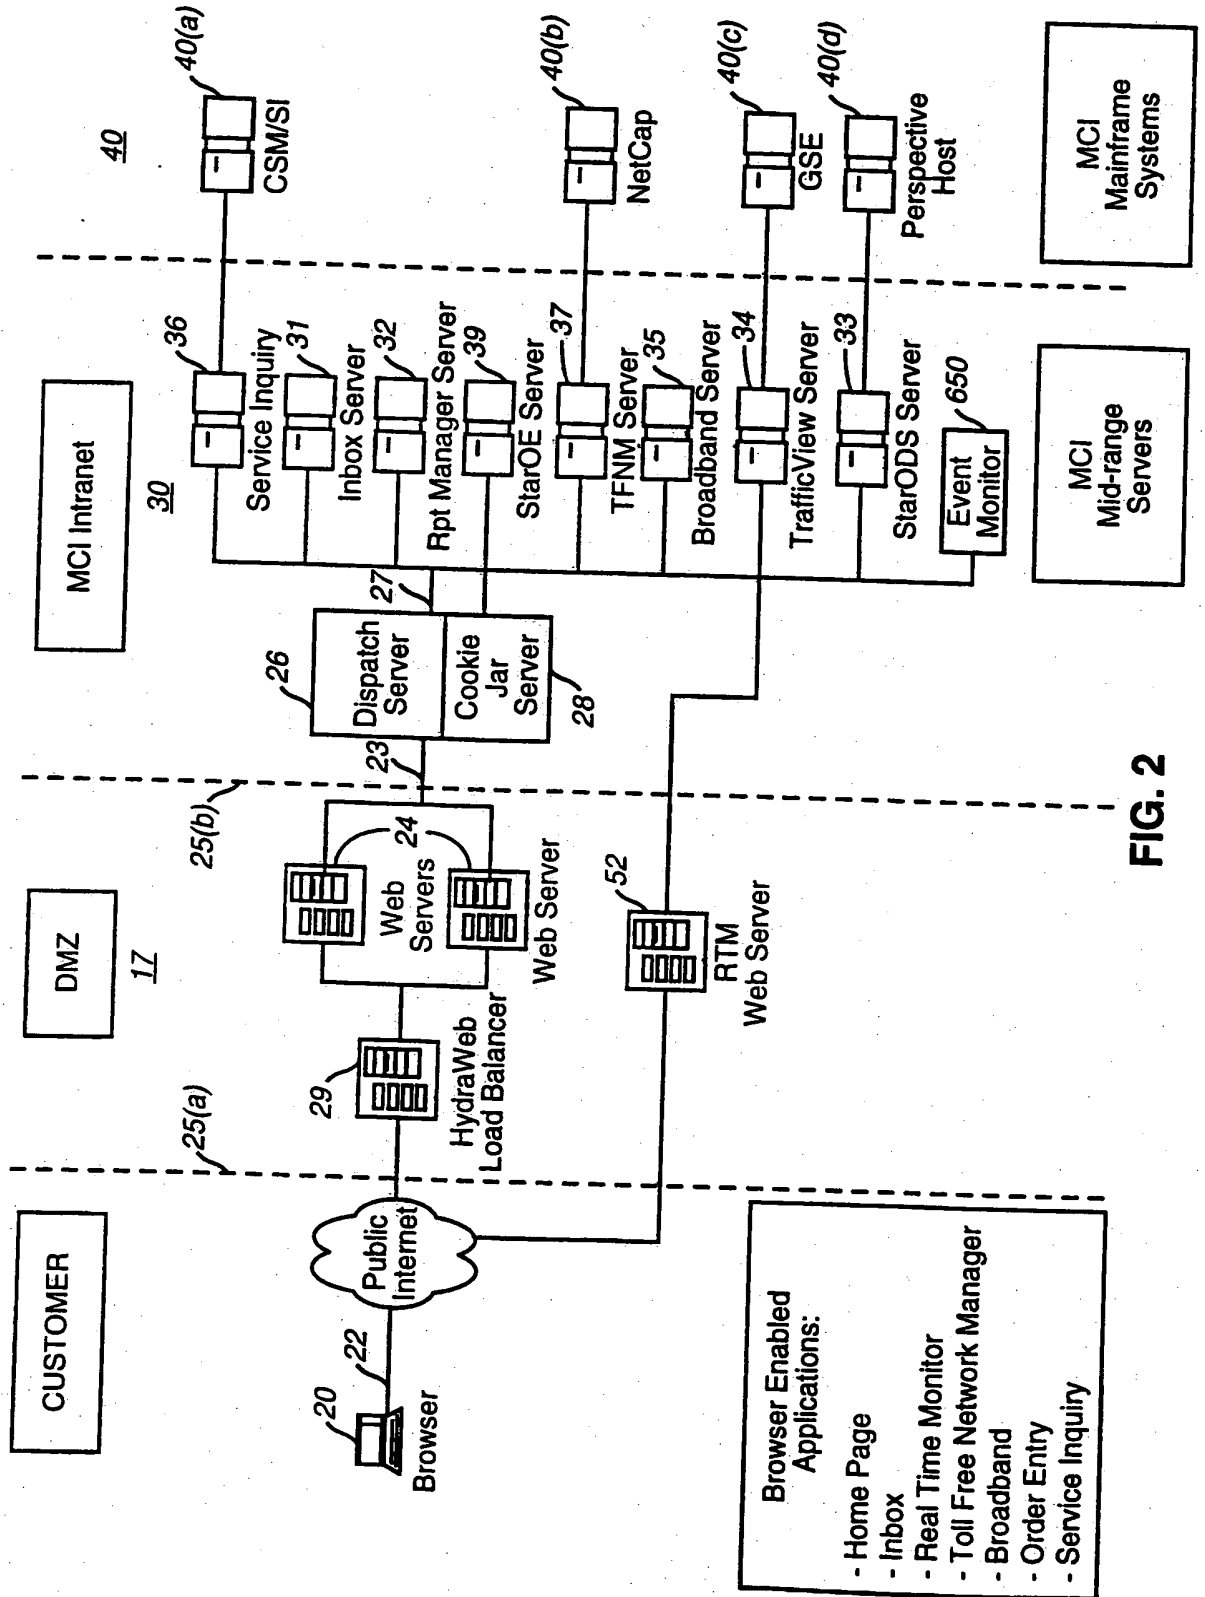 CUSTOMER
DMZ
17
MCI Intranet
30
40
25(a)
25(b)
20
22
Browser
Public
Internet
29
HydraWeb
Load Balancer
24
Web
Servers
Web Server
52
RTM
Web Server
23
26
Dispatch
Server
Cookie
Jar
Server
28
27
36
Service Inquiry
31
Inbox Server
32
Rpt Manager Server
39
StarOE Server
37
TFNM Server
35
Broadband Server
34
TrafficView Server
33
StarODS Server
650
Event
Monitor
40(a)
CSM/SI
40(b)
NetCap
40(c)
GSE
40(d)
Perspective
Host
Browser Enabled
Applications:
- Home Page
- Inbox
- Real Time Monitor
- Toll Free Network Manager
- Broadband
- Order Entry
- Service Inquiry
MCI
Mid-range
Servers
MCI
Mainframe
Systems
FIG. 2